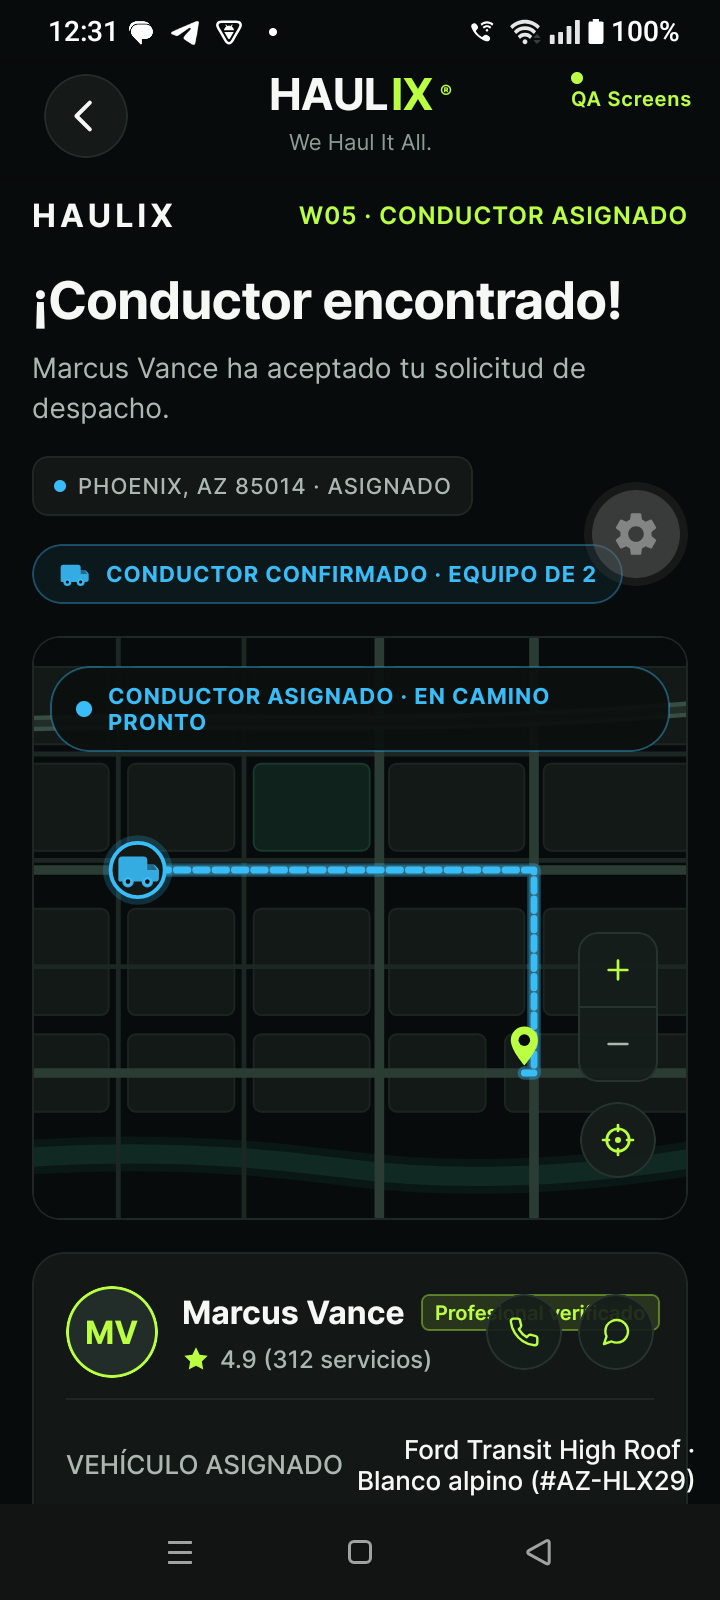 12:31
100%
HAULIX ®
We Haul It All.
QA Screens
HAULIX
W05 · CONDUCTOR ASIGNADO
¡Conductor encontrado!
Marcus Vance ha aceptado tu solicitud de
despacho.
PHOENIX, AZ 85014 · ASIGNADO
CONDUCTOR CONFIRMADO · EQUIPO DE 2
CONDUCTOR ASIGNADO · EN CAMINO
PRONTO
MV
Marcus Vance
Profesional verificado
4.9 (312 servicios)
VEHÍCULO ASIGNADO
Ford Transit High Roof ·
Blanco alpino (#AZ-HLX29)